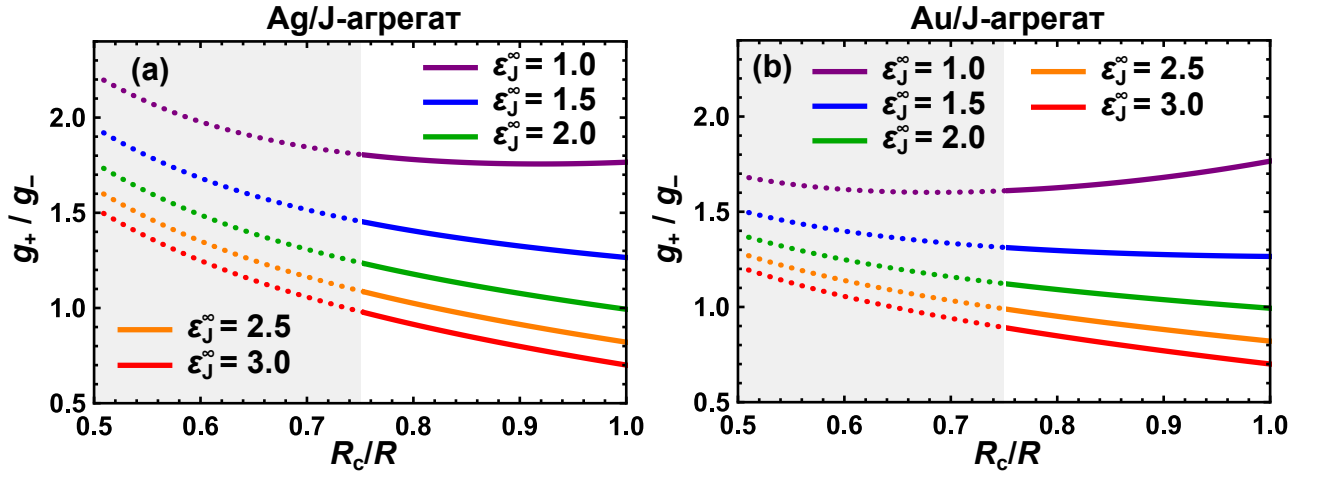 Ag/J-агрегат
(a)
ε_J^∞ = 1.0
ε_J^∞ = 1.5
ε_J^∞ = 2.0
ε_J^∞ = 2.5
ε_J^∞ = 3.0
g₊ / g₋
2.0
1.5
1.0
0.5
0.5 0.6 0.7 0.8 0.9 1.0
R_c/R
Au/J-агрегат
(b)
ε_J^∞ = 1.0
ε_J^∞ = 1.5
ε_J^∞ = 2.0
ε_J^∞ = 2.5
ε_J^∞ = 3.0
g₊ / g₋
2.0
1.5
1.0
0.5
0.5 0.6 0.7 0.8 0.9 1.0
R_c/R